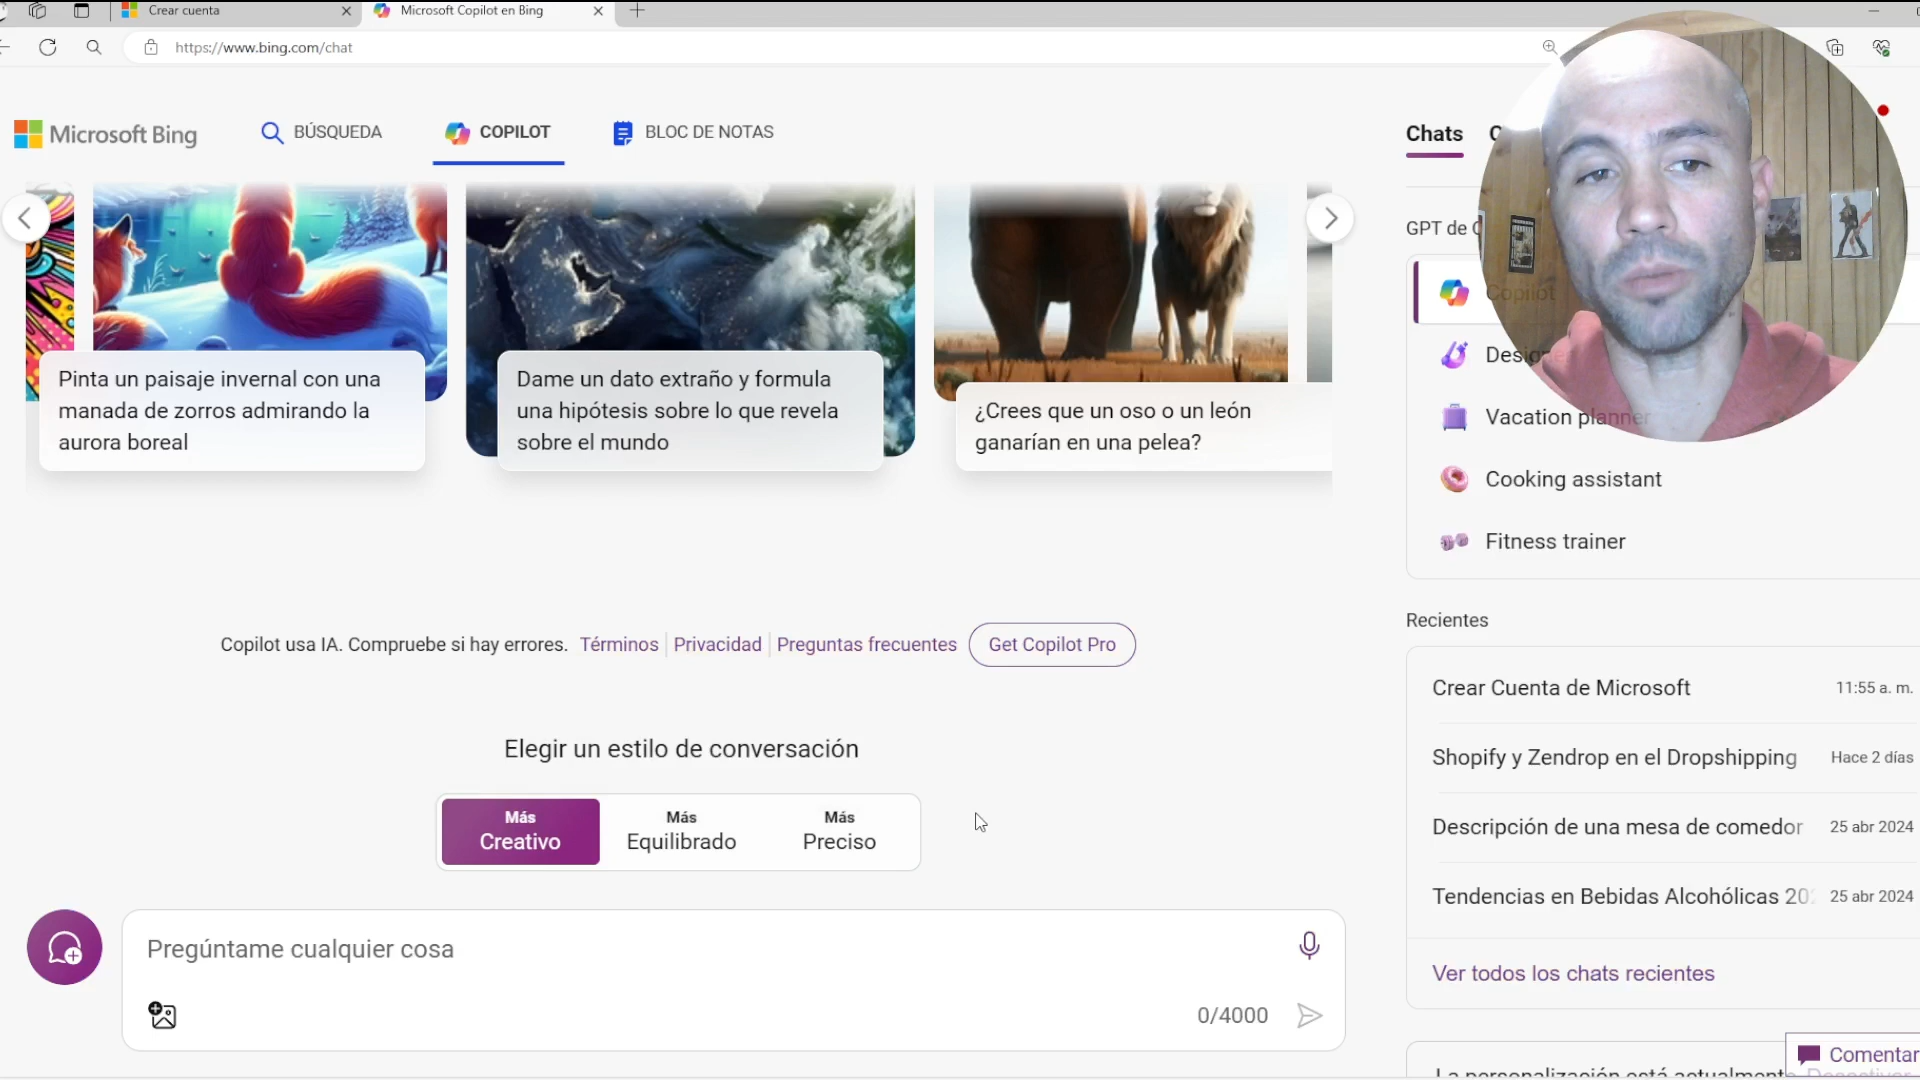 Crear cuenta
Microsoft Copilot en Bing
https://www.bing.com/chat
Microsoft Bing
BÚSQUEDA
COPILOT
BLOC DE NOTAS
Pinta un paisaje invernal con una
manada de zorros admirando la
aurora boreal
Dame un dato extraño y formula
una hipótesis sobre lo que revela
sobre el mundo
¿Crees que un oso o un león
ganarían en una pelea?
Copilot usa IA. Compruebe si hay errores. Términos Privacidad Preguntas frecuentes Get Copilot Pro
Elegir un estilo de conversación
Más
Creativo
Más
Equilibrado
Más
Preciso
Pregúntame cualquier cosa
0/4000
Chats
GPT de
Copilot
Vacation planner
Cooking assistant
Fitness trainer
Recientes
Crear Cuenta de Microsoft 11:55 a. m.
Shopify y Zendrop en el Dropshipping Hace 2 días
Descripción de una mesa de comedor 25 abr 2024
Tendencias en Bebidas Alcohólicas 25 abr 2024
Ver todos los chats recientes
Comentar
La personalización está actualment